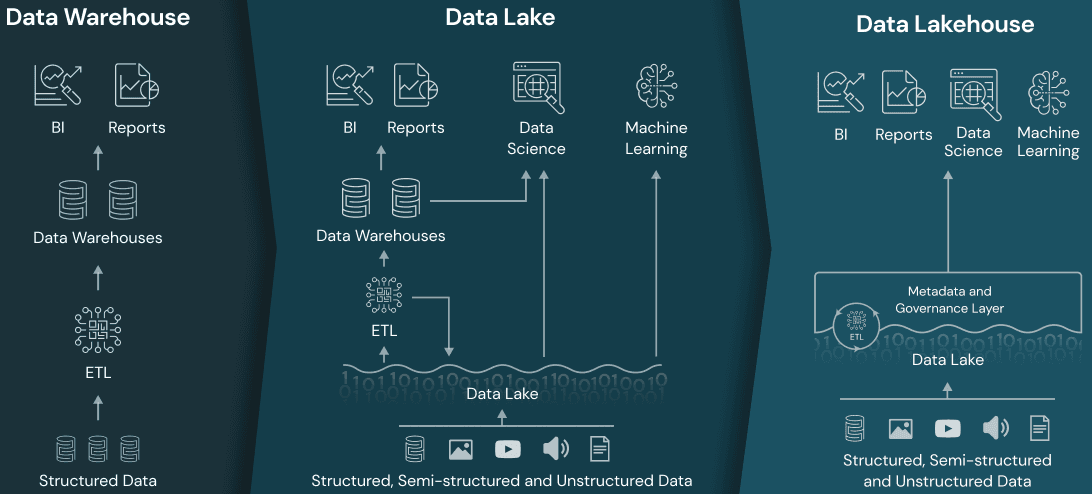 Data Warehouse
BI
Reports
Data Warehouses
ETL
Structured Data
Data Lake
BI
Reports
Data
Science
Machine
Learning
Data Warehouses
ETL
Data Lake
Structured, Semi-structured and Unstructured Data
Data Lakehouse
BI
Reports
Data
Science
Machine
Learning
Metadata and
Governance Layer
ETL
Data Lake
Structured, Semi-structured
and Unstructured Data